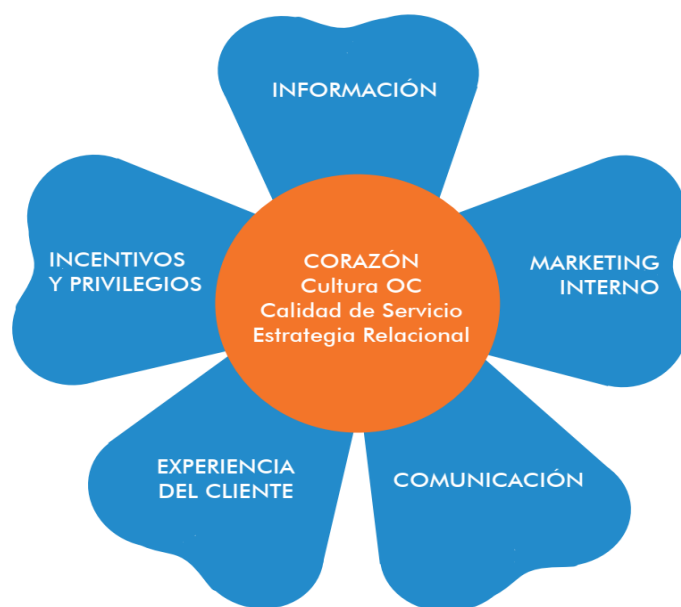 INFORMACIÓN
INCENTIVOS
Y PRIVILEGIOS
CORAZÓN
Cultura OC
Calidad de Servicio
Estrategia Relacional
MARKETING
INTERNO
EXPERIENCIA
DEL CLIENTE
COMUNICACIÓN